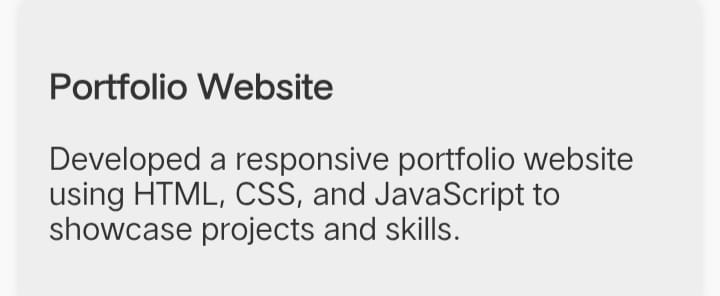 Portfolio Website
Developed a responsive portfolio website
using HTML, CSS, and JavaScript to
showcase projects and skills.